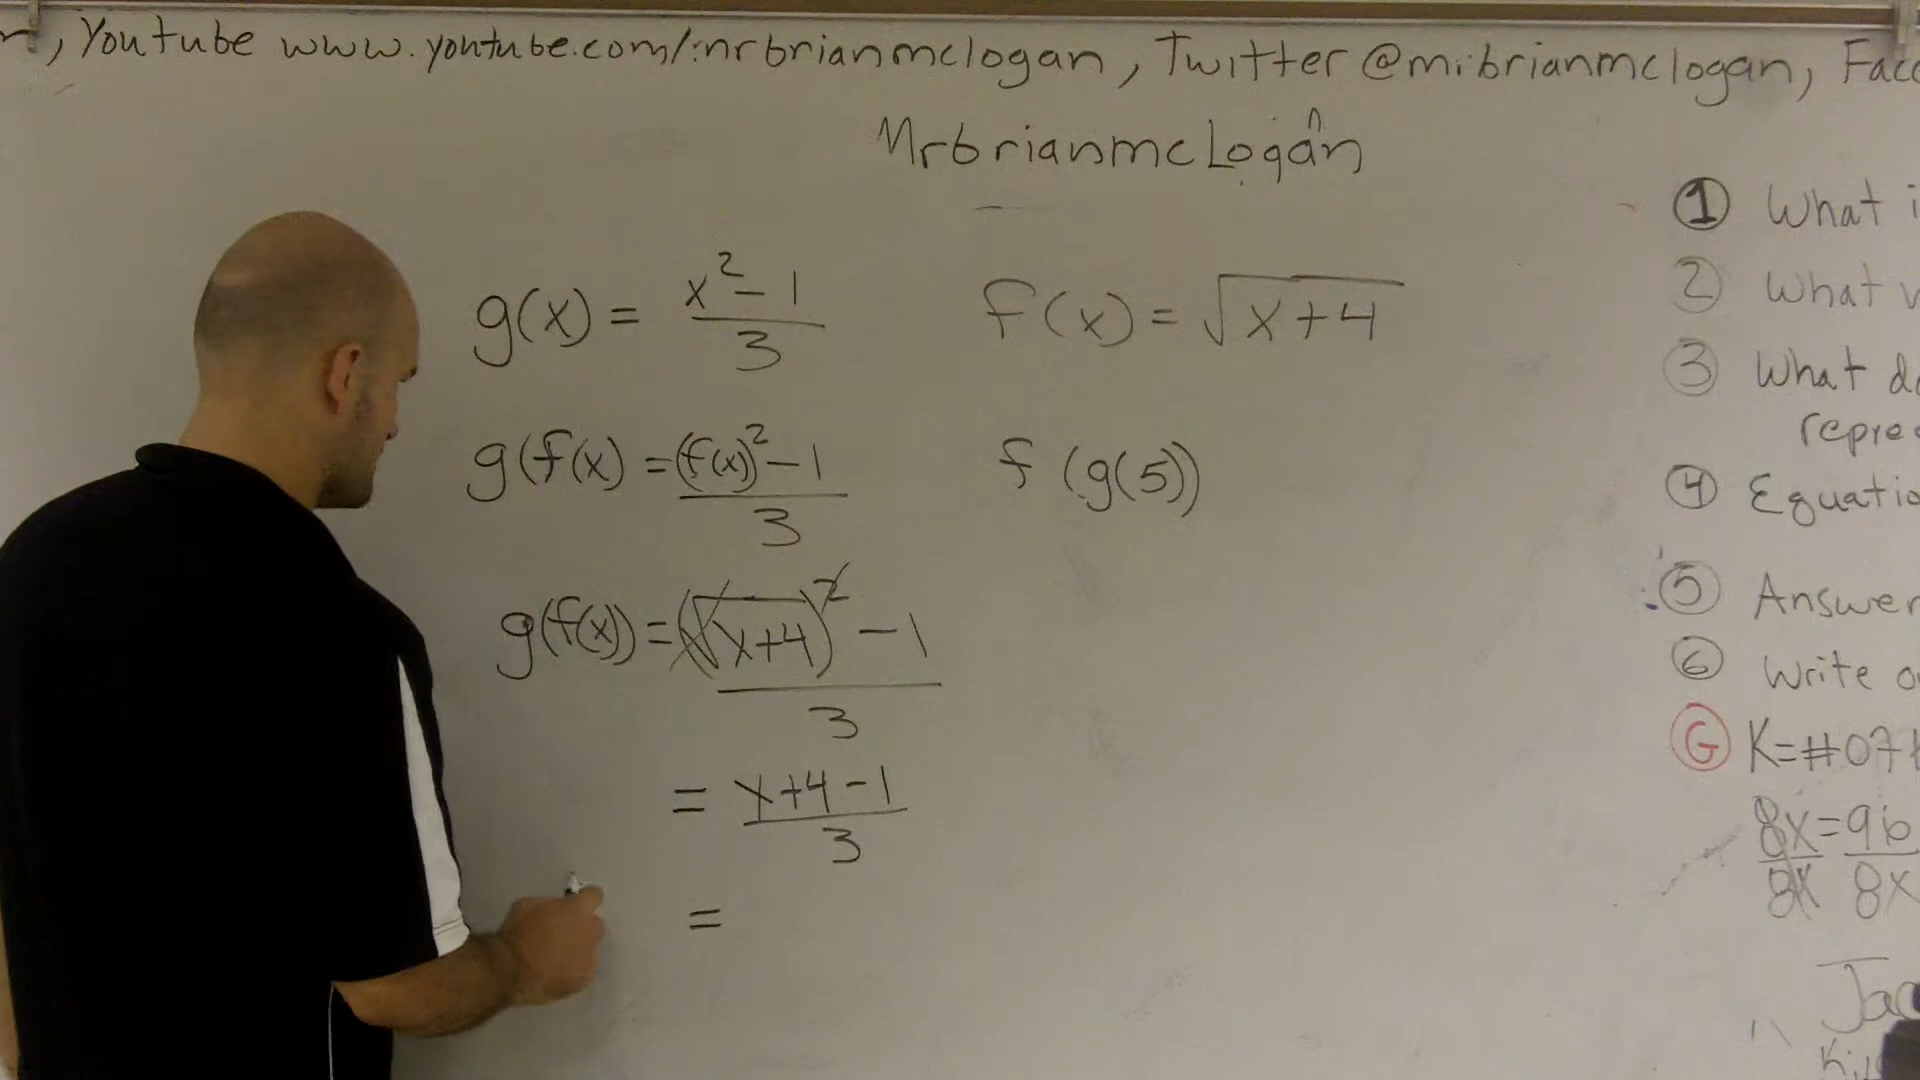 , Youtube www.youtube.com/mrbrianmclogan, Twitter @mrbrianmclogan,
MrbrianmcLogan
g(x) = x² - 1 / 3
f(x) = √x+4
g(f(x) = (f(x))² - 1 / 3
f (g(5))
g(f(x)) = (√x+4)² - 1 / 3
= x+4-1 / 3
=
① What
② What
③ What
④
⑤
⑥ Write
G K=#07
8x=96
8x 8x